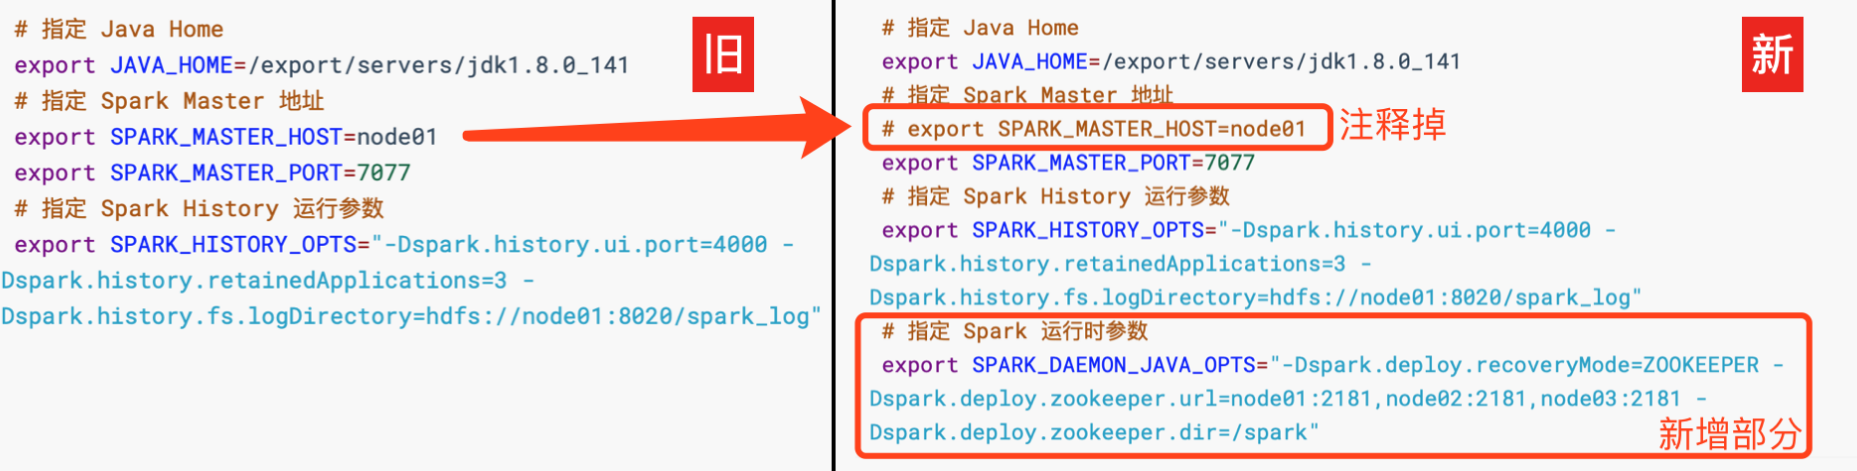 # 指定 Java Home
export JAVA_HOME=/export/servers/jdk1.8.0_141
# 指定 Spark Master 地址
export SPARK_MASTER_HOST=node01
export SPARK_MASTER_PORT=7077
# 指定 Spark History 运行参数
export SPARK_HISTORY_OPTS="-Dspark.history.ui.port=4000 -
Dspark.history.retainedApplications=3 -
Dspark.history.fs.logDirectory=hdfs://node01:8020/spark_log"
旧
# 指定 Java Home
export JAVA_HOME=/export/servers/jdk1.8.0_141
# 指定 Spark Master 地址
# export SPARK_MASTER_HOST=node01
注释掉
export SPARK_MASTER_PORT=7077
# 指定 Spark History 运行参数
export SPARK_HISTORY_OPTS="-Dspark.history.ui.port=4000 -
Dspark.history.retainedApplications=3 -
Dspark.history.fs.logDirectory=hdfs://node01:8020/spark_log"
# 指定 Spark 运行时参数
export SPARK_DAEMON_JAVA_OPTS="-Dspark.deploy.recoveryMode=ZOOKEEPER -
Dspark.deploy.zookeeper.url=node01:2181,node02:2181,node03:2181 -
Dspark.deploy.zookeeper.dir=/spark"
新增部分
新